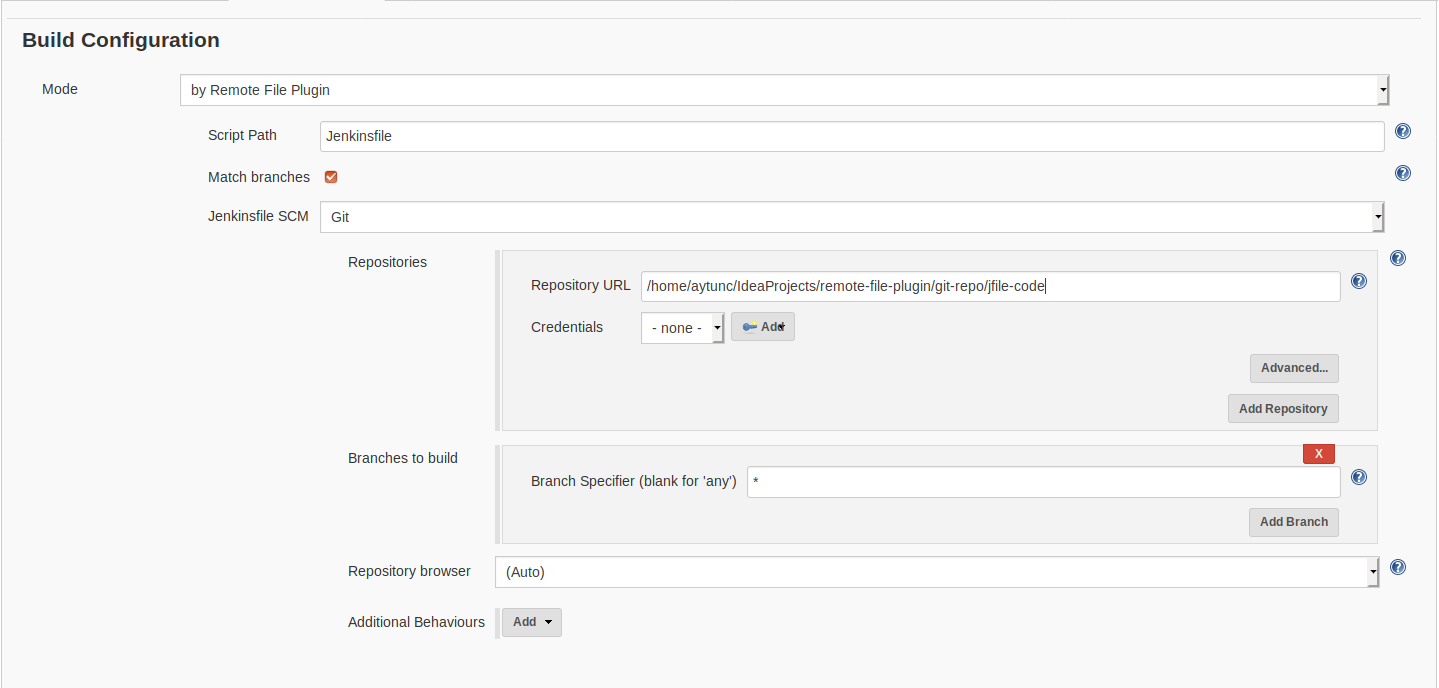 Build Configuration
Mode by Remote File Plugin
Script Path Jenkinsfile ?
Match branches ?
Jenkinsfile SCM Git
Repositories ?
Repository URL /home/aytunc/IdeaProjects/remote-file-plugin/git-repo/jfile-code ?
Credentials - none - Add
Advanced...
Add Repository
Branches to build X
Branch Specifier (blank for 'any') * ?
Add Branch
Repository browser (Auto) ?
Additional Behaviours Add